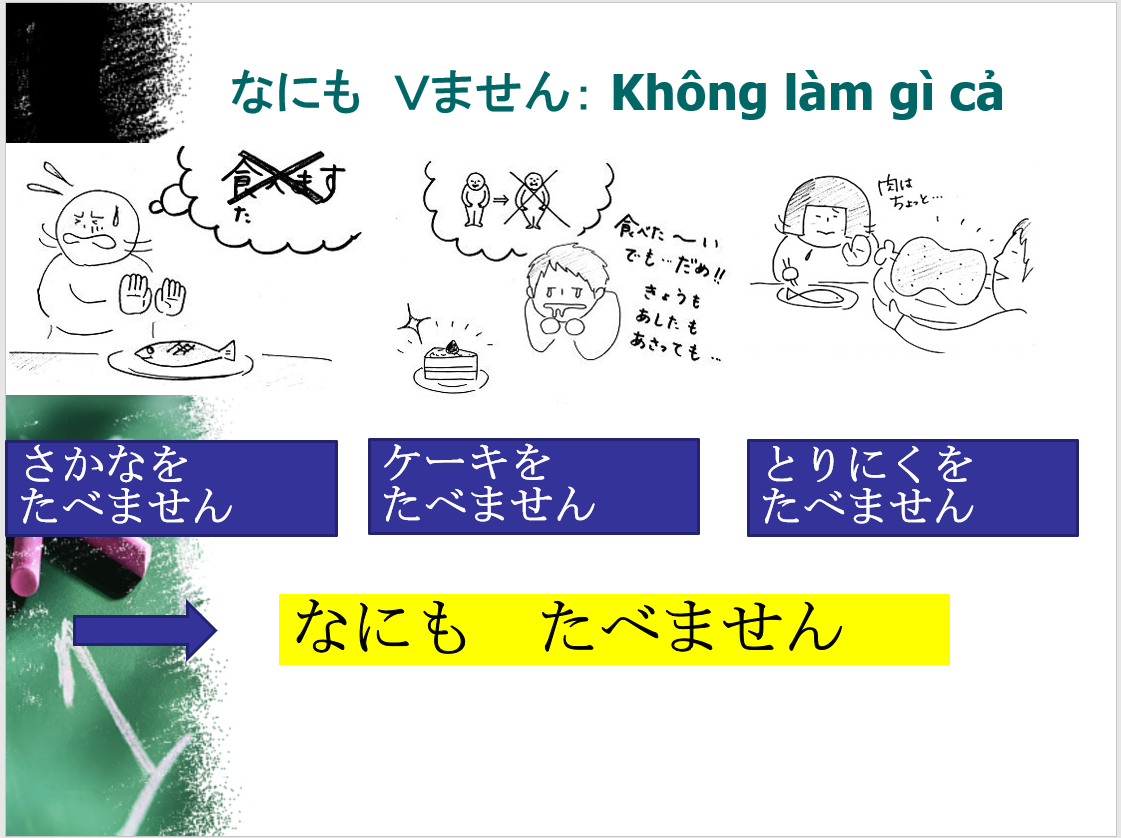 なにも　Vません: Không làm gì cả
食べます
た
食べた〜い
でも…だめ!!
きょうも
あしたも
あさっても…
肉は
ちょっと…
さかなを
たべません
ケーキを
たべません
とりにくを
たべません
なにも　たべません